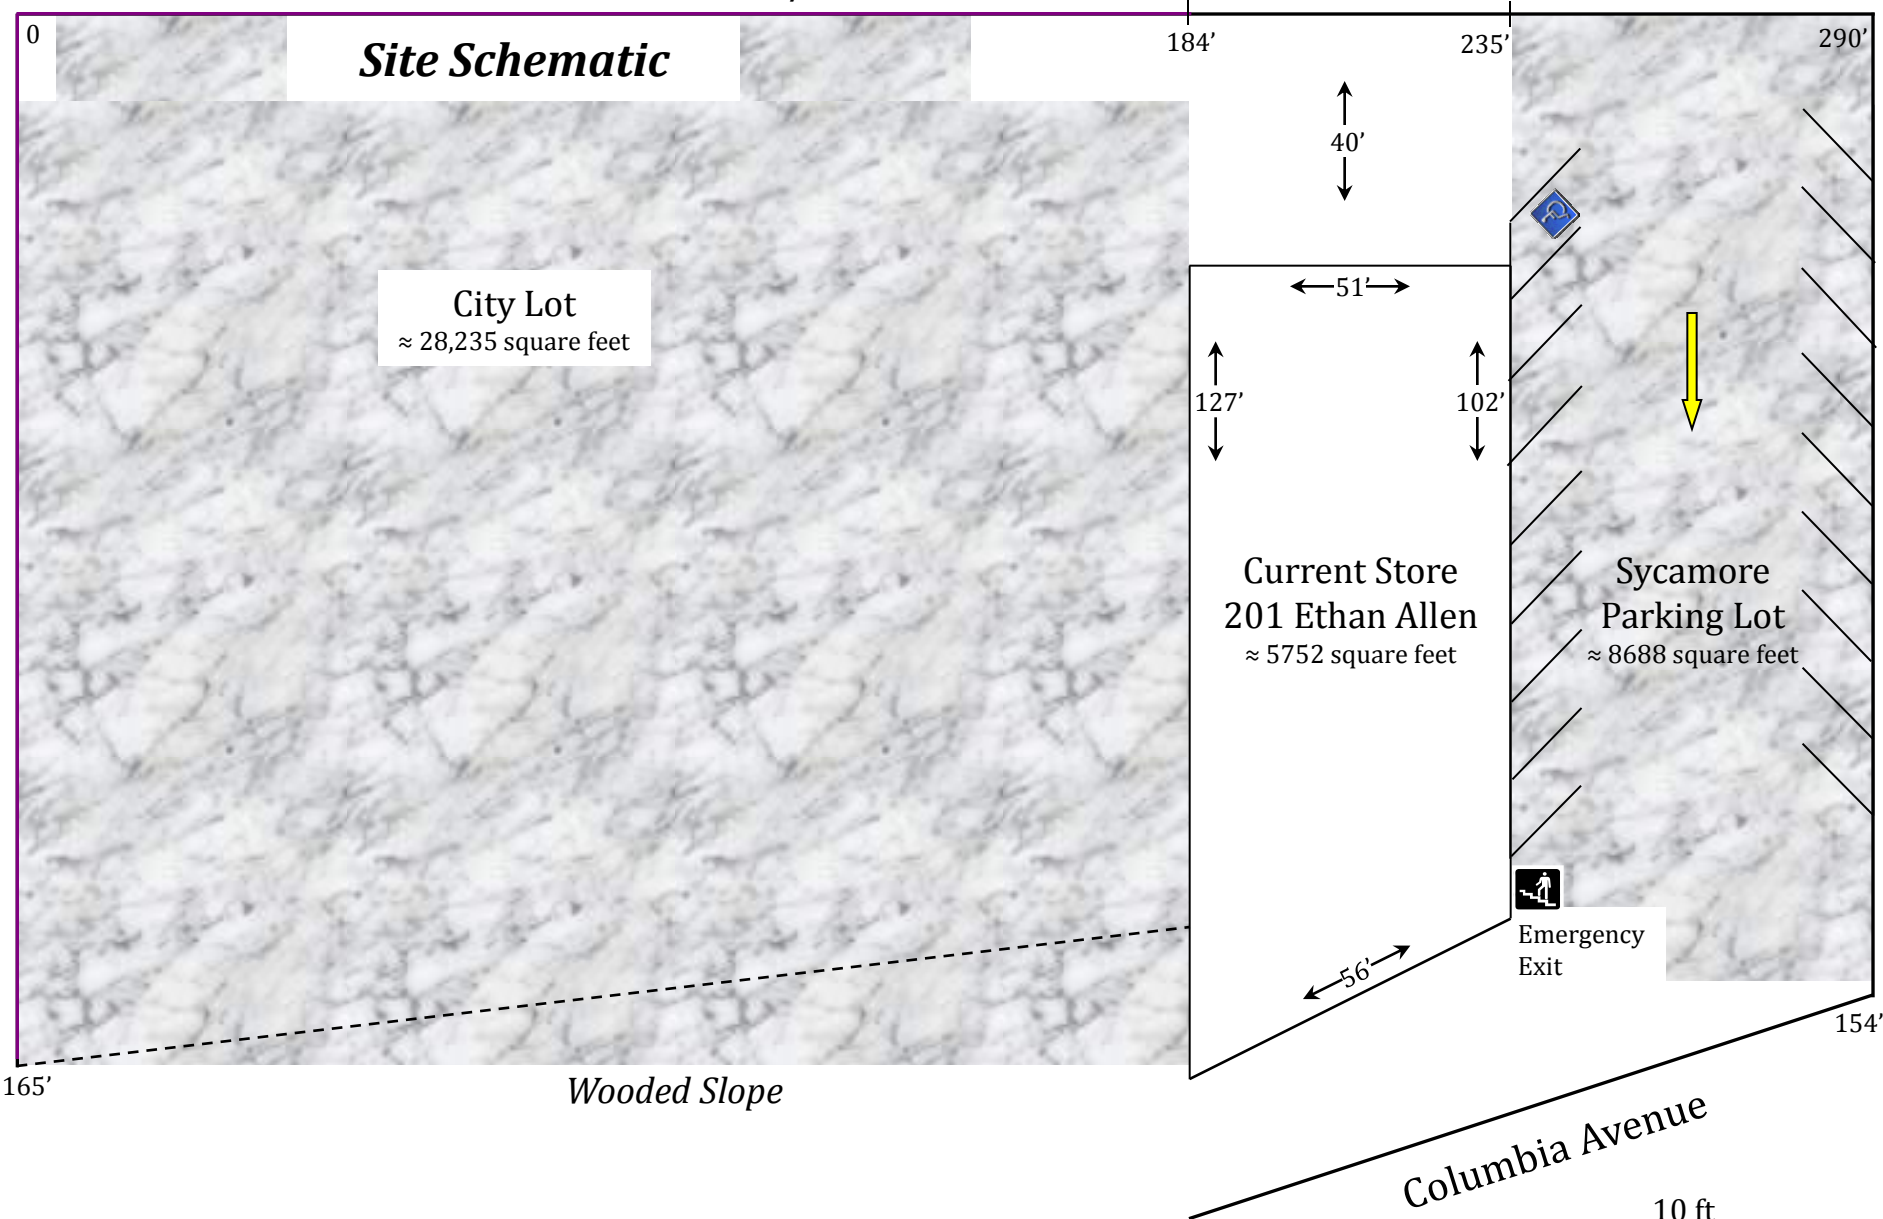 0
Site Schematic
184’
235’
290’
40’
City Lot
≈ 28,235 square feet
51’
127’
102’
Current Store
201 Ethan Allen
≈ 5752 square feet
Sycamore
Parking Lot
≈ 8688 square feet
Emergency
Exit
56’
154’
165’
Wooded Slope
Columbia Avenue
10 ft